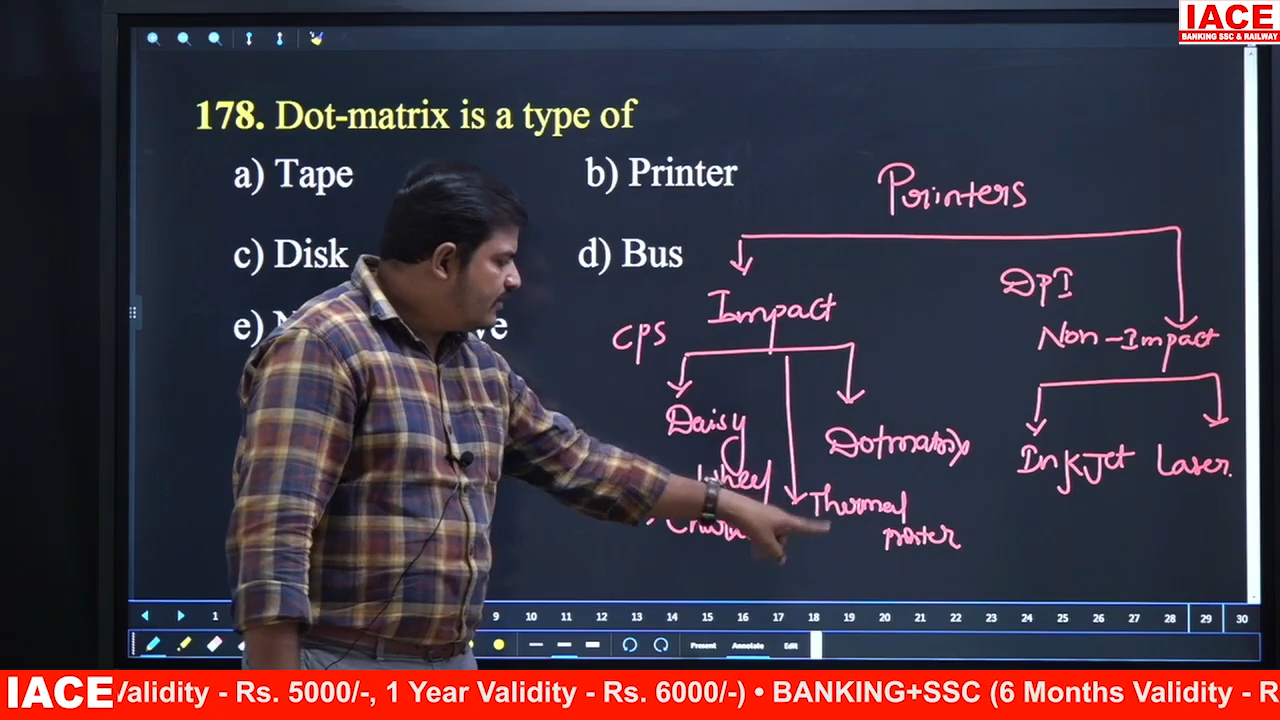 IACE
BANKING SSC & RAILWAY
178. Dot-matrix is a type of
a) Tape b) Printer
c) Disk d) Bus
e) N ve
Printers
Impact
CPS
DPI
Non-Impact
Daisy
Wheel
Dotmatrix
InkJet Laser
Thermal
printer
1 9 10 11 12 13 14 15 16 17 18 19 20 21 22 23 24 25 26 27 28 29 30
Present Annotate Edit
IACE /alidity - Rs. 5000/-, 1 Year Validity - Rs. 6000/-) • BANKING+SSC (6 Months Validity - R